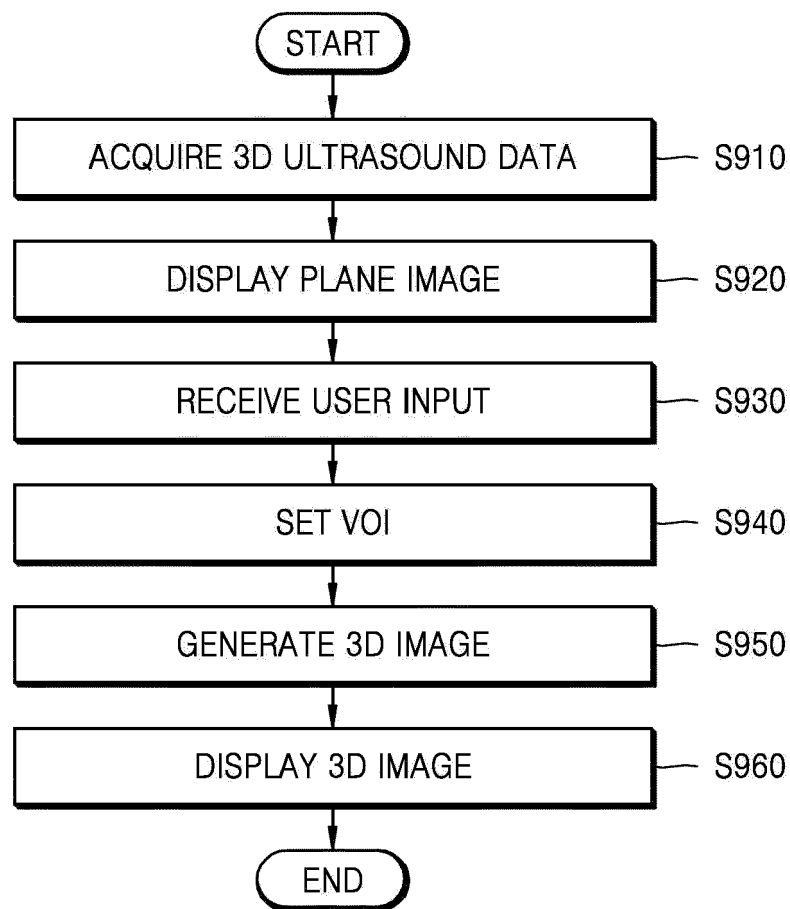 START
ACQUIRE 3D ULTRASOUND DATA S910
DISPLAY PLANE IMAGE S920
RECEIVE USER INPUT S930
SET VOI S940
GENERATE 3D IMAGE S950
DISPLAY 3D IMAGE S960
END